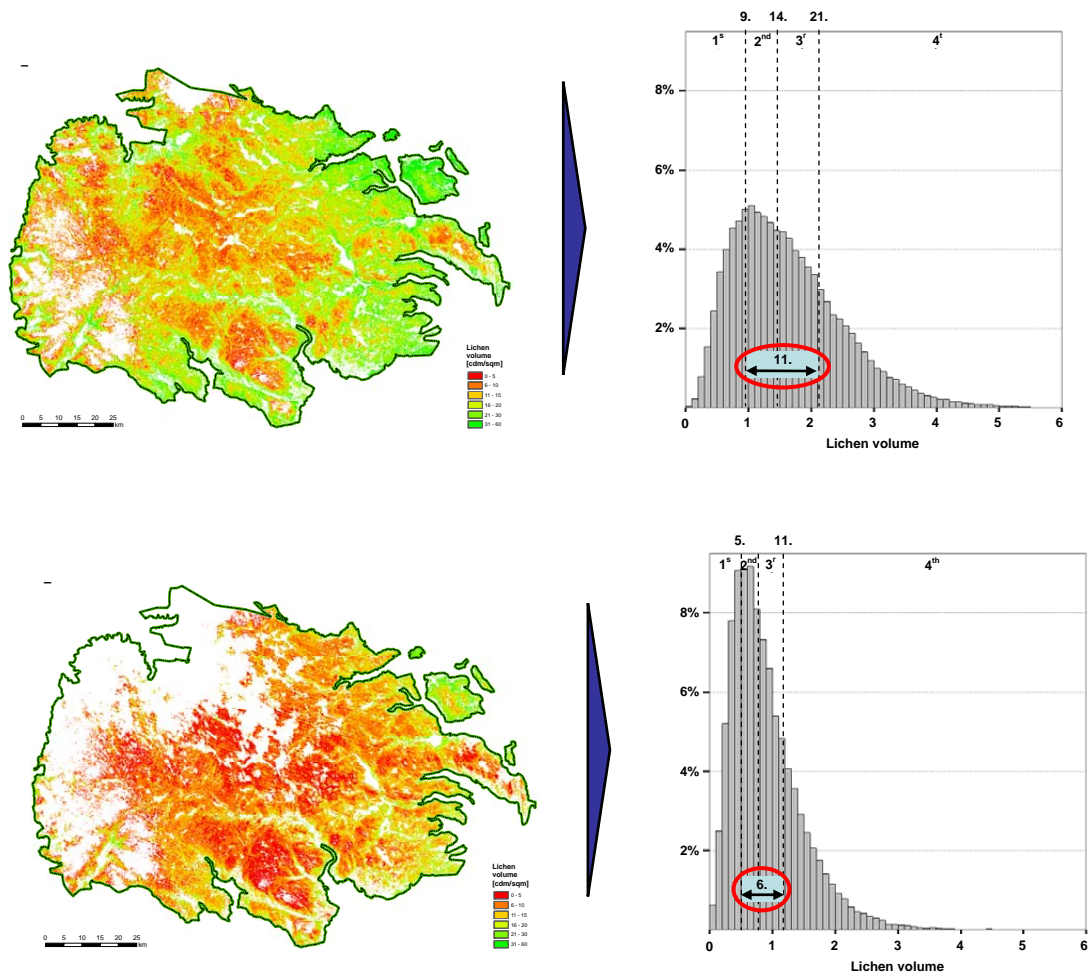 9. 14. 21.
1s 2nd 3r 4t
8%
6%
4%
2%
11.
0 1 2 3 4 5 6
Lichen volume
Lichen
volume
[cdm/sqm]
0 - 5
6 - 10
11 - 15
16 - 20
21 - 30
31 - 60
0 5 10 15 20 25
km
5. 11.
1s 2nd 3r 4th
8%
6%
4%
2%
6.
0 1 2 3 4 5 6
Lichen volume
Lichen
volume
[cdm/sqm]
0 - 5
6 - 10
11 - 15
16 - 20
21 - 30
31 - 60
0 5 10 15 20 25
km